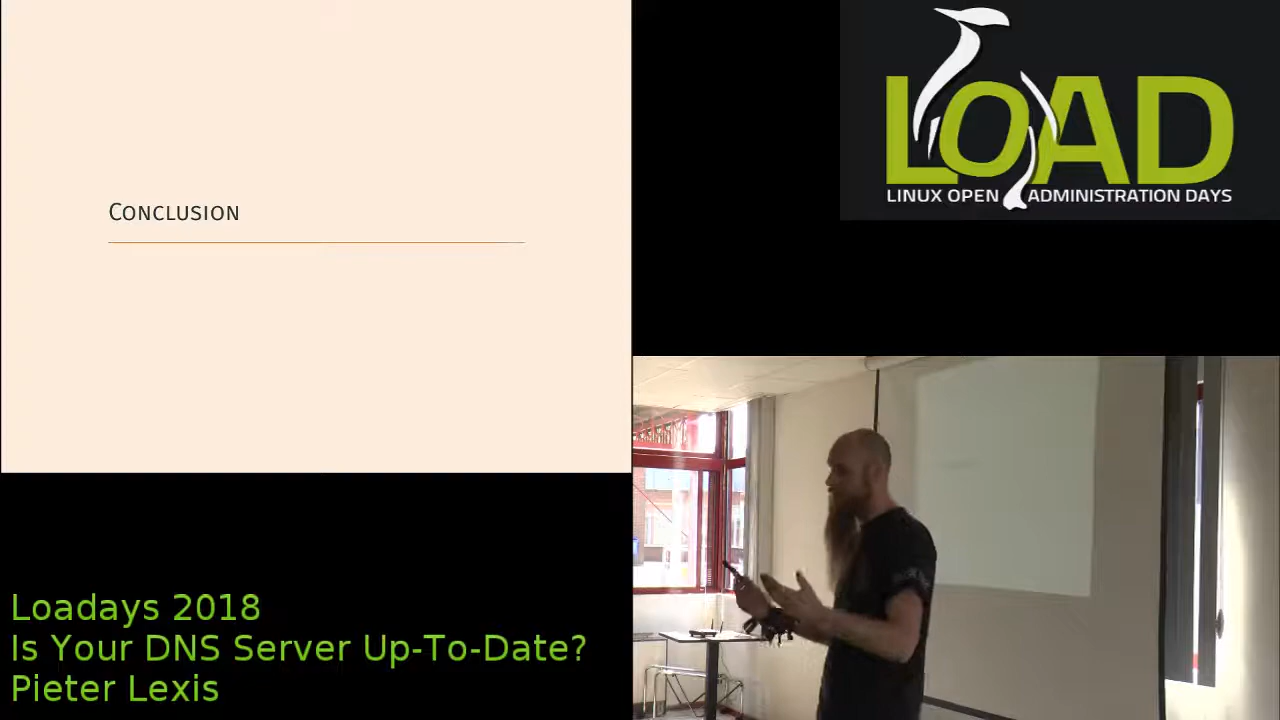 Conclusion
LOAD
LINUX OPEN ADMINISTRATION DAYS
Loadays 2018
Is Your DNS Server Up-To-Date?
Pieter Lexis